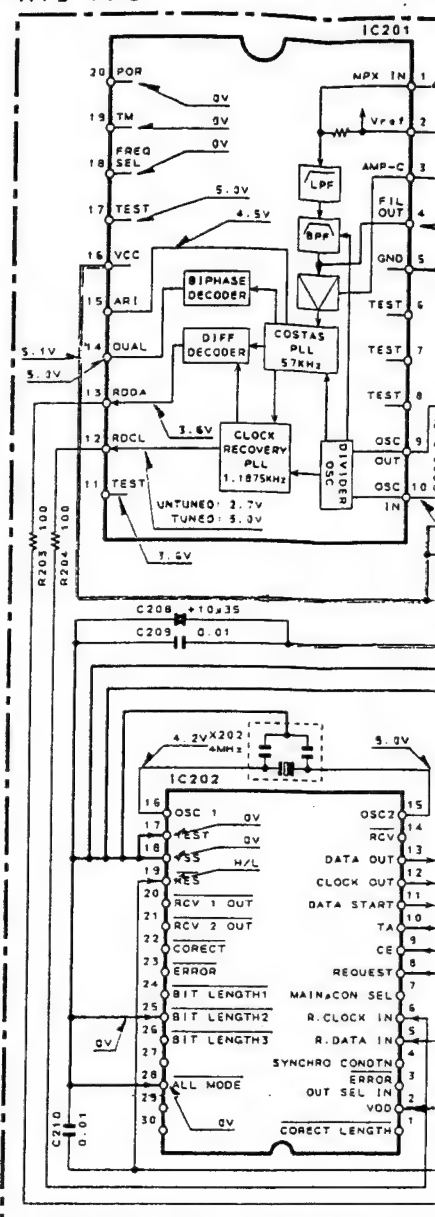 IC201
20 POR
0V
19 TM
0V
FREQ
18 SEL
0V
17 TEST
5.0V
4.5V
16 VCC
15 ARI
14 QUAL
5.1V
5.0V
13 RDDA
3.6V
12 RDCL
UNTUNED: 2.7V
TUNED: 5.0V
11 TEST
7.6V
MPX IN 1
Vref 2
AMP-C 3
FIL
OUT 4
GND 5
TEST 6
TEST 7
TEST 8
OSC 9
OUT
OSC 10
IN
LPF
BPF
BIPHASE
DECODER
DIFF
DECODER
COSTAS
PLL
57KHz
CLOCK
RECOVERY
PLL
1.1875KHz
DIVIDER
OSC
R203 100
R204 100
C208 +10µ35
C209 0.01
4.2V X202
4MHz
5.0V
IC202
16 OSC 1
17 TEST
0V
18 VSS
0V
19 RES
H/L
20 RCV 1 OUT
21 RCV 2 OUT
22 CORECT
23 ERROR
24 BIT LENGTH1
25 BIT LENGTH2
0V
26 BIT LENGTH3
27
28 ALL MODE
29
0V
30
C210
0.01
OSC2 15
RCV 14
DATA OUT 13
CLOCK OUT 12
DATA START 11
TA 10
CE 9
REQUEST 8
MAINµCON SEL 7
R.CLOCK IN 6
R.DATA IN 5
SYNCHRO CONDTN 4
ERROR 3
OUT SEL IN
VDD 2
CORECT LENGTH 1